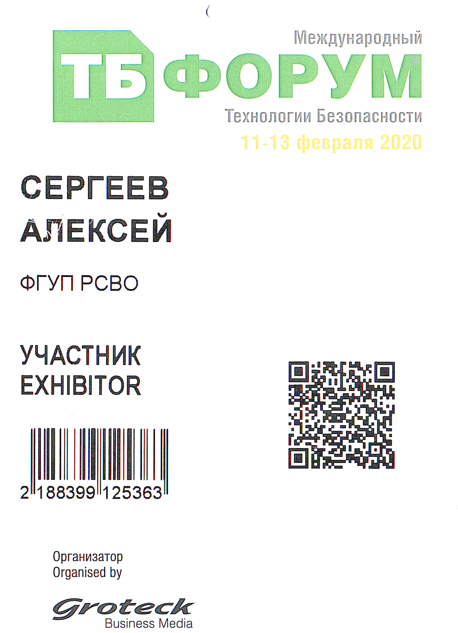 Международный
ТБ ФОРУМ
Технологии Безопасности
11-13 февраля 2020
СЕРГЕЕВ
АЛЕКСЕЙ
ФГУП РСВО
УЧАСТНИК
EXHIBITOR
2 188399 125363
Организатор
Organised by
Groteck
Business Media